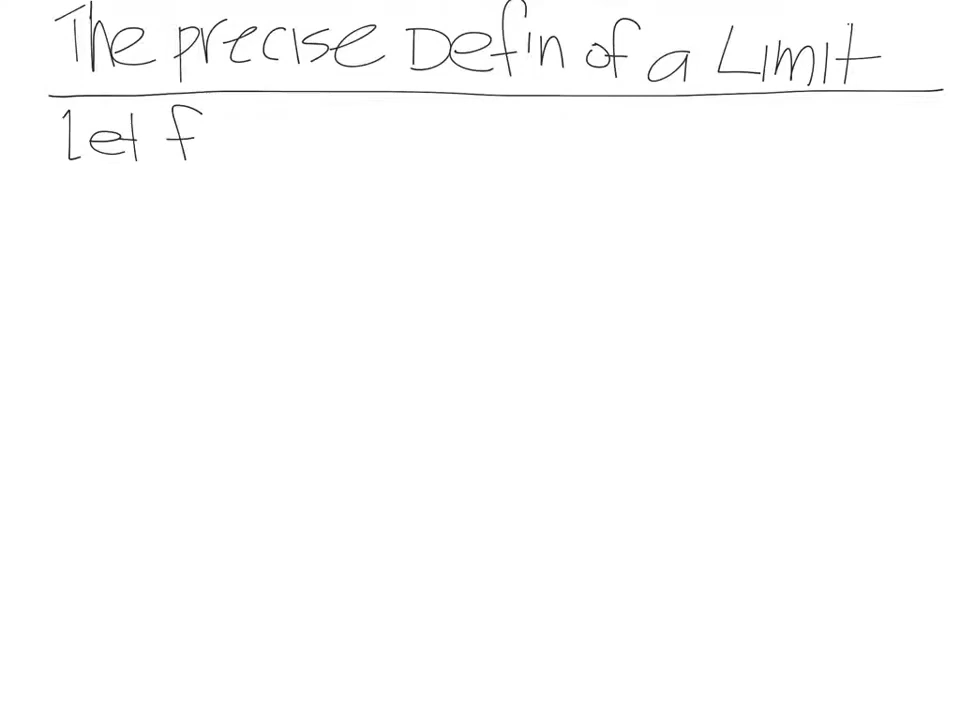 The precise Defin of a Limit
Let f